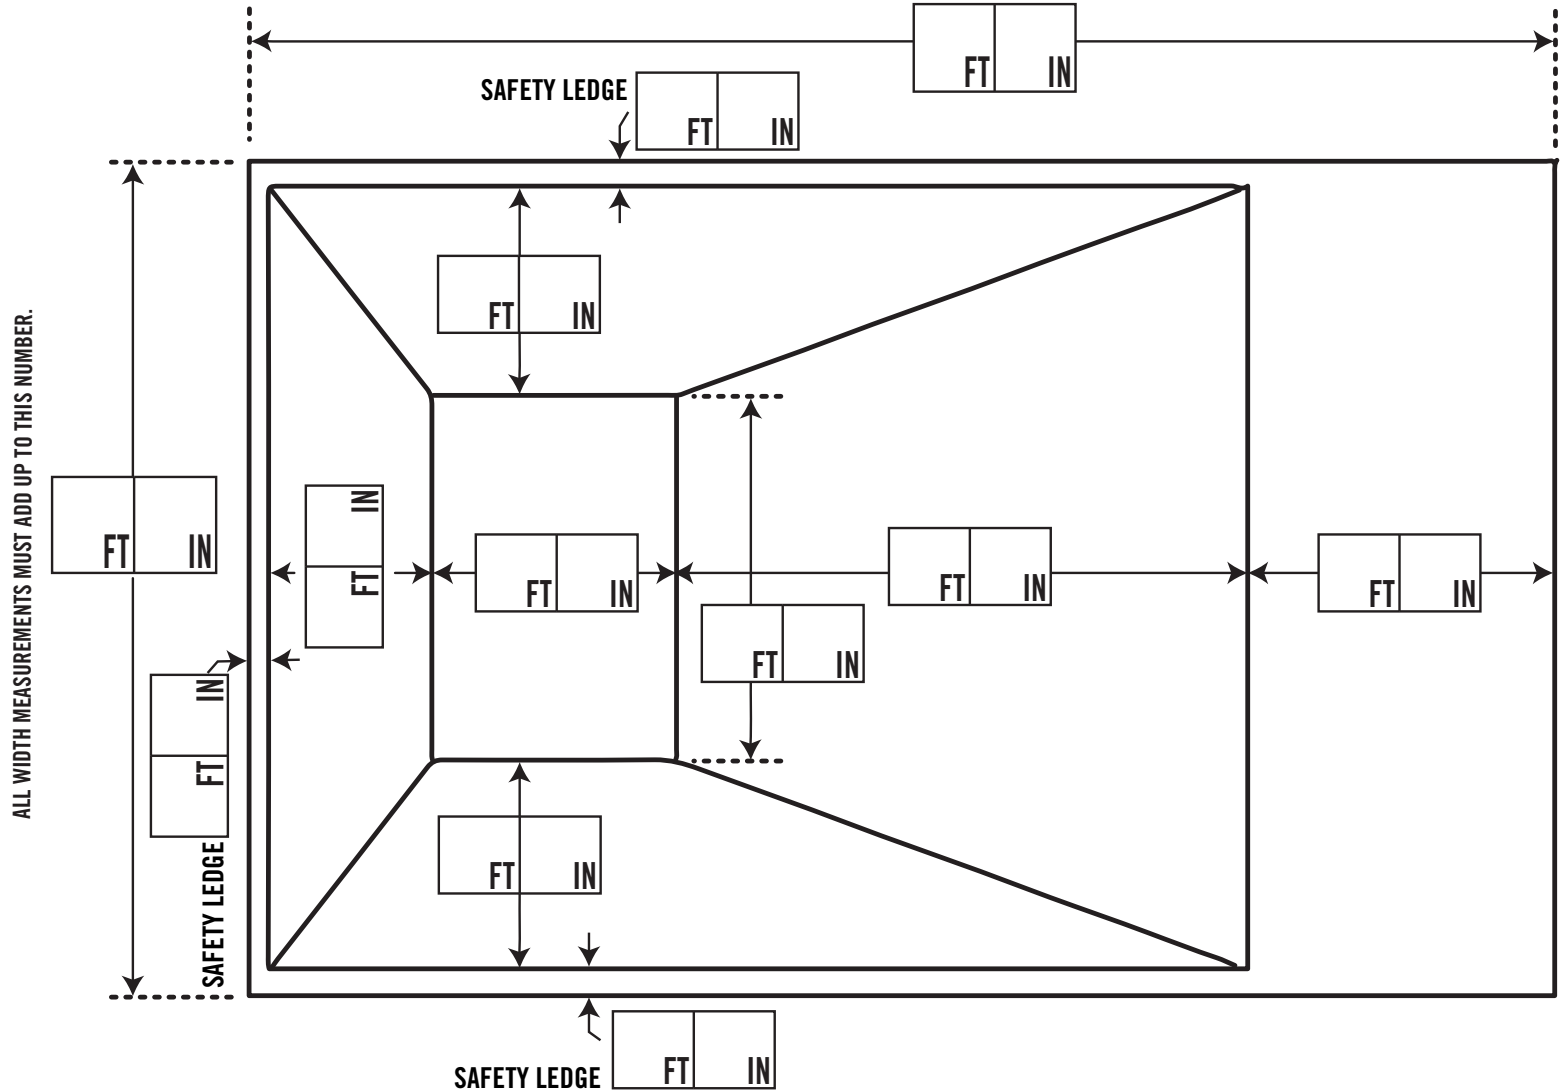 FT IN
SAFETY LEDGE
FT IN
FT IN
ALL WIDTH MEASUREMENTS MUST ADD UP TO THIS NUMBER.
FT IN
FT IN
FT IN
FT IN
FT IN
FT IN
FT IN
SAFETY LEDGE
FT IN
FT IN
SAFETY LEDGE